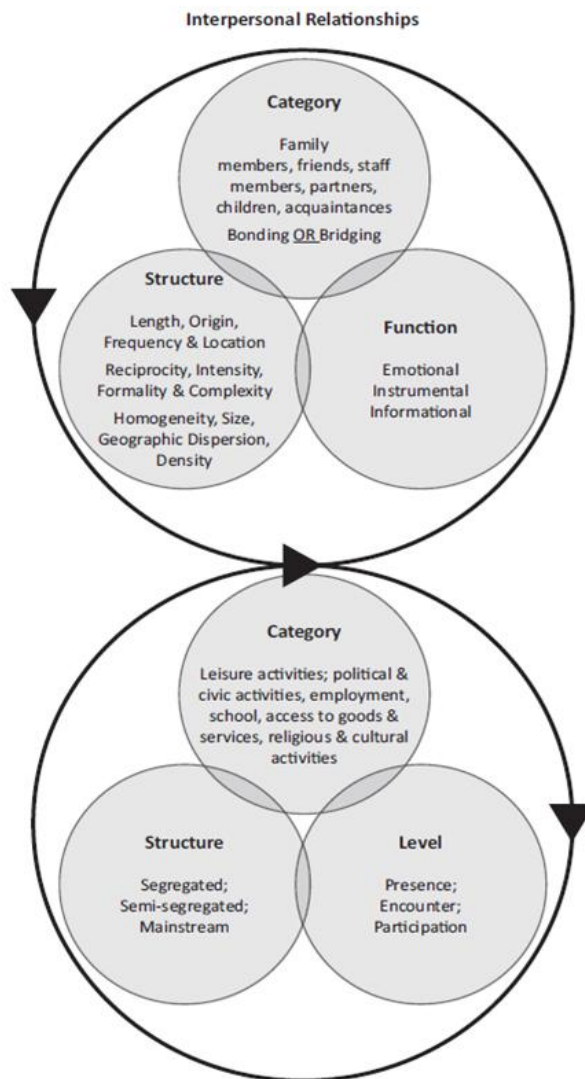 Interpersonal Relationships
Category
Family
members, friends, staff
members, partners,
children, acquaintances
Bonding OR Bridging
Structure
Length, Origin,
Frequency & Location
Reciprocity, Intensity,
Formality & Complexity
Homogeneity, Size,
Geographic Dispersion,
Density
Function
Emotional
Instrumental
Informational
Category
Leisure activities; political &
civic activities, employment,
school, access to goods &
services, religious & cultural
activities
Structure
Segregated;
Semi-segregated;
Mainstream
Level
Presence;
Encounter;
Participation